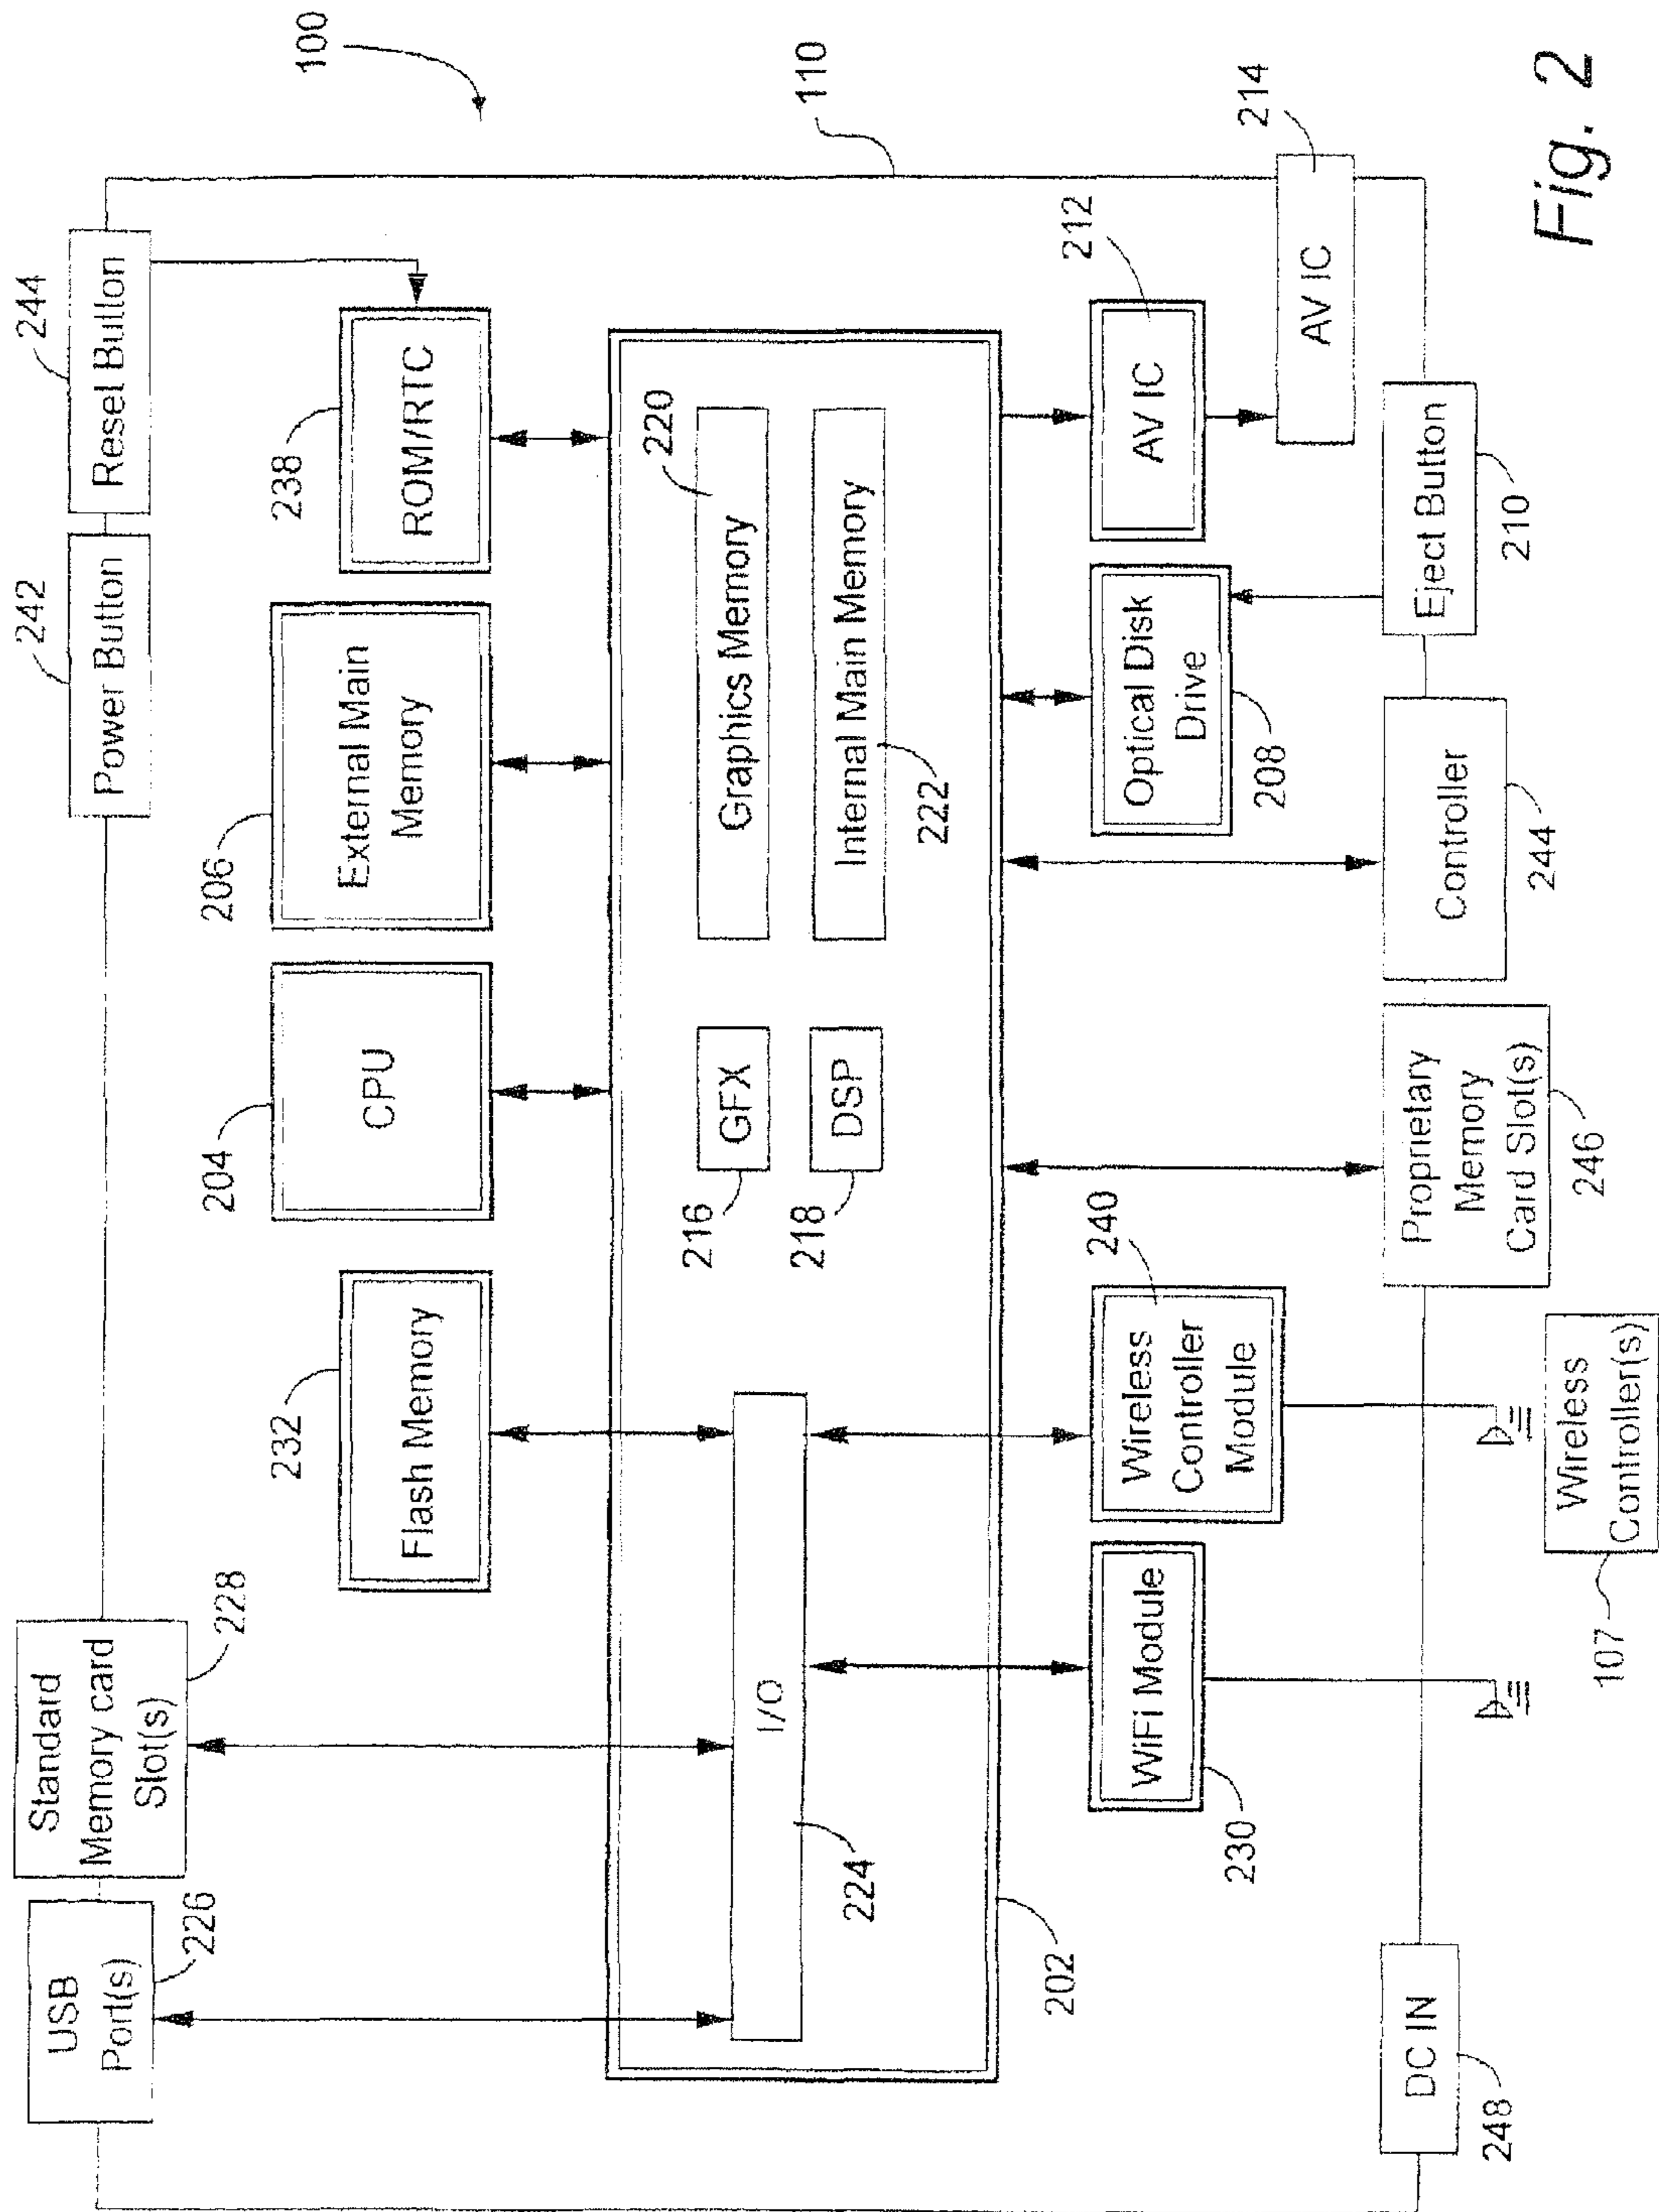 100
USB
Port(s)
226
Standard
Memory card
Slot(s)
228
242
Power Button
244
Resel Button
110
232
Flash Memory
204
CPU
206
External Main
Memory
238
ROM/RTC
I/O
224
216
GFX
218
DSP
220
Graphics Memory
Internal Main Memory
222
202
WiFi Module
230
Wireless
Controller
Module
240
Optical Disk
Drive
208
AV IC
212
AV IC
214
DC IN
248
Proprietary
Memory
Card Slot(s)
246
Controller
244
Eject Button
210
Wireless
Controller(s)
107
Fig. 2